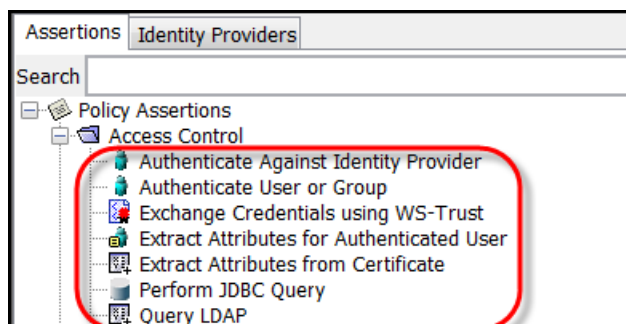 Assertions Identity Providers
Search
Policy Assertions
Access Control
Authenticate Against Identity Provider
Authenticate User or Group
Exchange Credentials using WS-Trust
Extract Attributes for Authenticated User
Extract Attributes from Certificate
Perform JDBC Query
Query LDAP